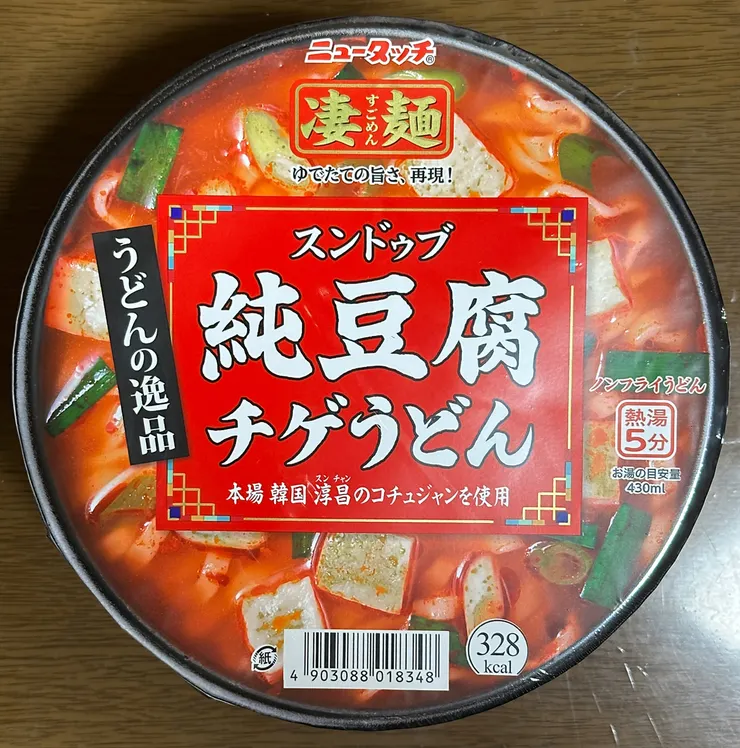 ニュータッチ®
凄麺
すごめん
ゆでたての旨さ、再現!
うどんの逸品
スンドゥブ
純豆腐
チゲうどん
スンチャン
本場 韓国 淳昌のコチュジャンを使用
ノンフライうどん
熱湯
5分
お湯の目安量
430ml
紙
4 903088 018348
328
kcal